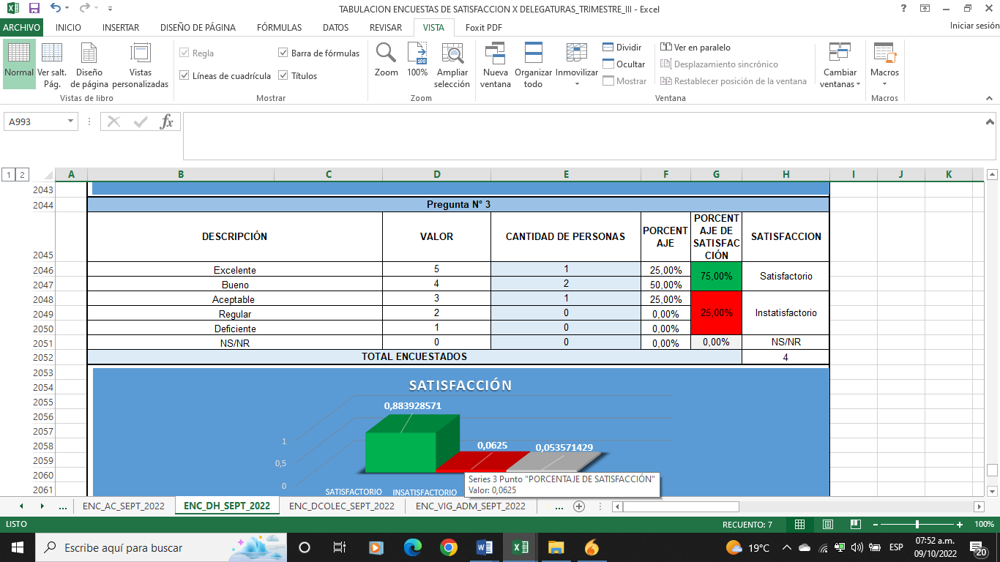 TABULACION ENCUESTAS DE SATISFACCION X DELEGATURAS_TRIMESTRE_III - Excel
ARCHIVO INICIO INSERTAR DISEÑO DE PÁGINA FÓRMULAS DATOS REVISAR VISTA Foxit PDF Iniciar sesión
Normal
Ver salt. Pág.
Diseño de página
Vistas personalizadas
Vistas de libro
Regla
Barra de fórmulas
Líneas de cuadrícula
Títulos
Mostrar
Zoom
100%
Ampliar selección
Zoom
Nueva ventana
Organizar todo
Inmovilizar
Dividir
Ocultar
Mostrar
Ver en paralelo
Desplazamiento sincrónico
Restablecer posición de la ventana
Cambiar ventanas
Ventana
Macros
Macros
A993
fx
1 2
A B C D E F G H I J K
2043
2044 Pregunta N° 3
2045 DESCRIPCIÓN VALOR CANTIDAD DE PERSONAS PORCENT AJE PORCENT AJE DE SATISFAC CIÓN SATISFACCION
2046 Excelente 5 1 25,00% 75,00% Satisfactorio
2047 Bueno 4 2 50,00%
2048 Aceptable 3 1 25,00%
2049 Regular 2 0 0,00% 25,00% Instatisfactorio
2050 Deficiente 1 0 0,00%
2051 NS/NR 0 0 0,00% 0,00% NS/NR
2052 TOTAL ENCUESTADOS 4
2053
2054 SATISFACCIÓN
2055 0,883928571
2056
2057 1
2058 0,0625 0,053571429
2059 0,5
2060 0
2061 SATISFACTORIO INSATISFACTORIO
Series 3 Punto "PORCENTAJE DE SATISFACCIÓN"
Valor: 0,0625
... ENC_AC_SEPT_2022 ENC_DH_SEPT_2022 ENC_DCOLEC_SEPT_2022 ENC_VIG_ADM_SEPT_2022 ...
LISTO RECUENTO: 7 100%
Escribe aquí para buscar
19°C
ESP
07:52 a.m.
09/10/2022
20